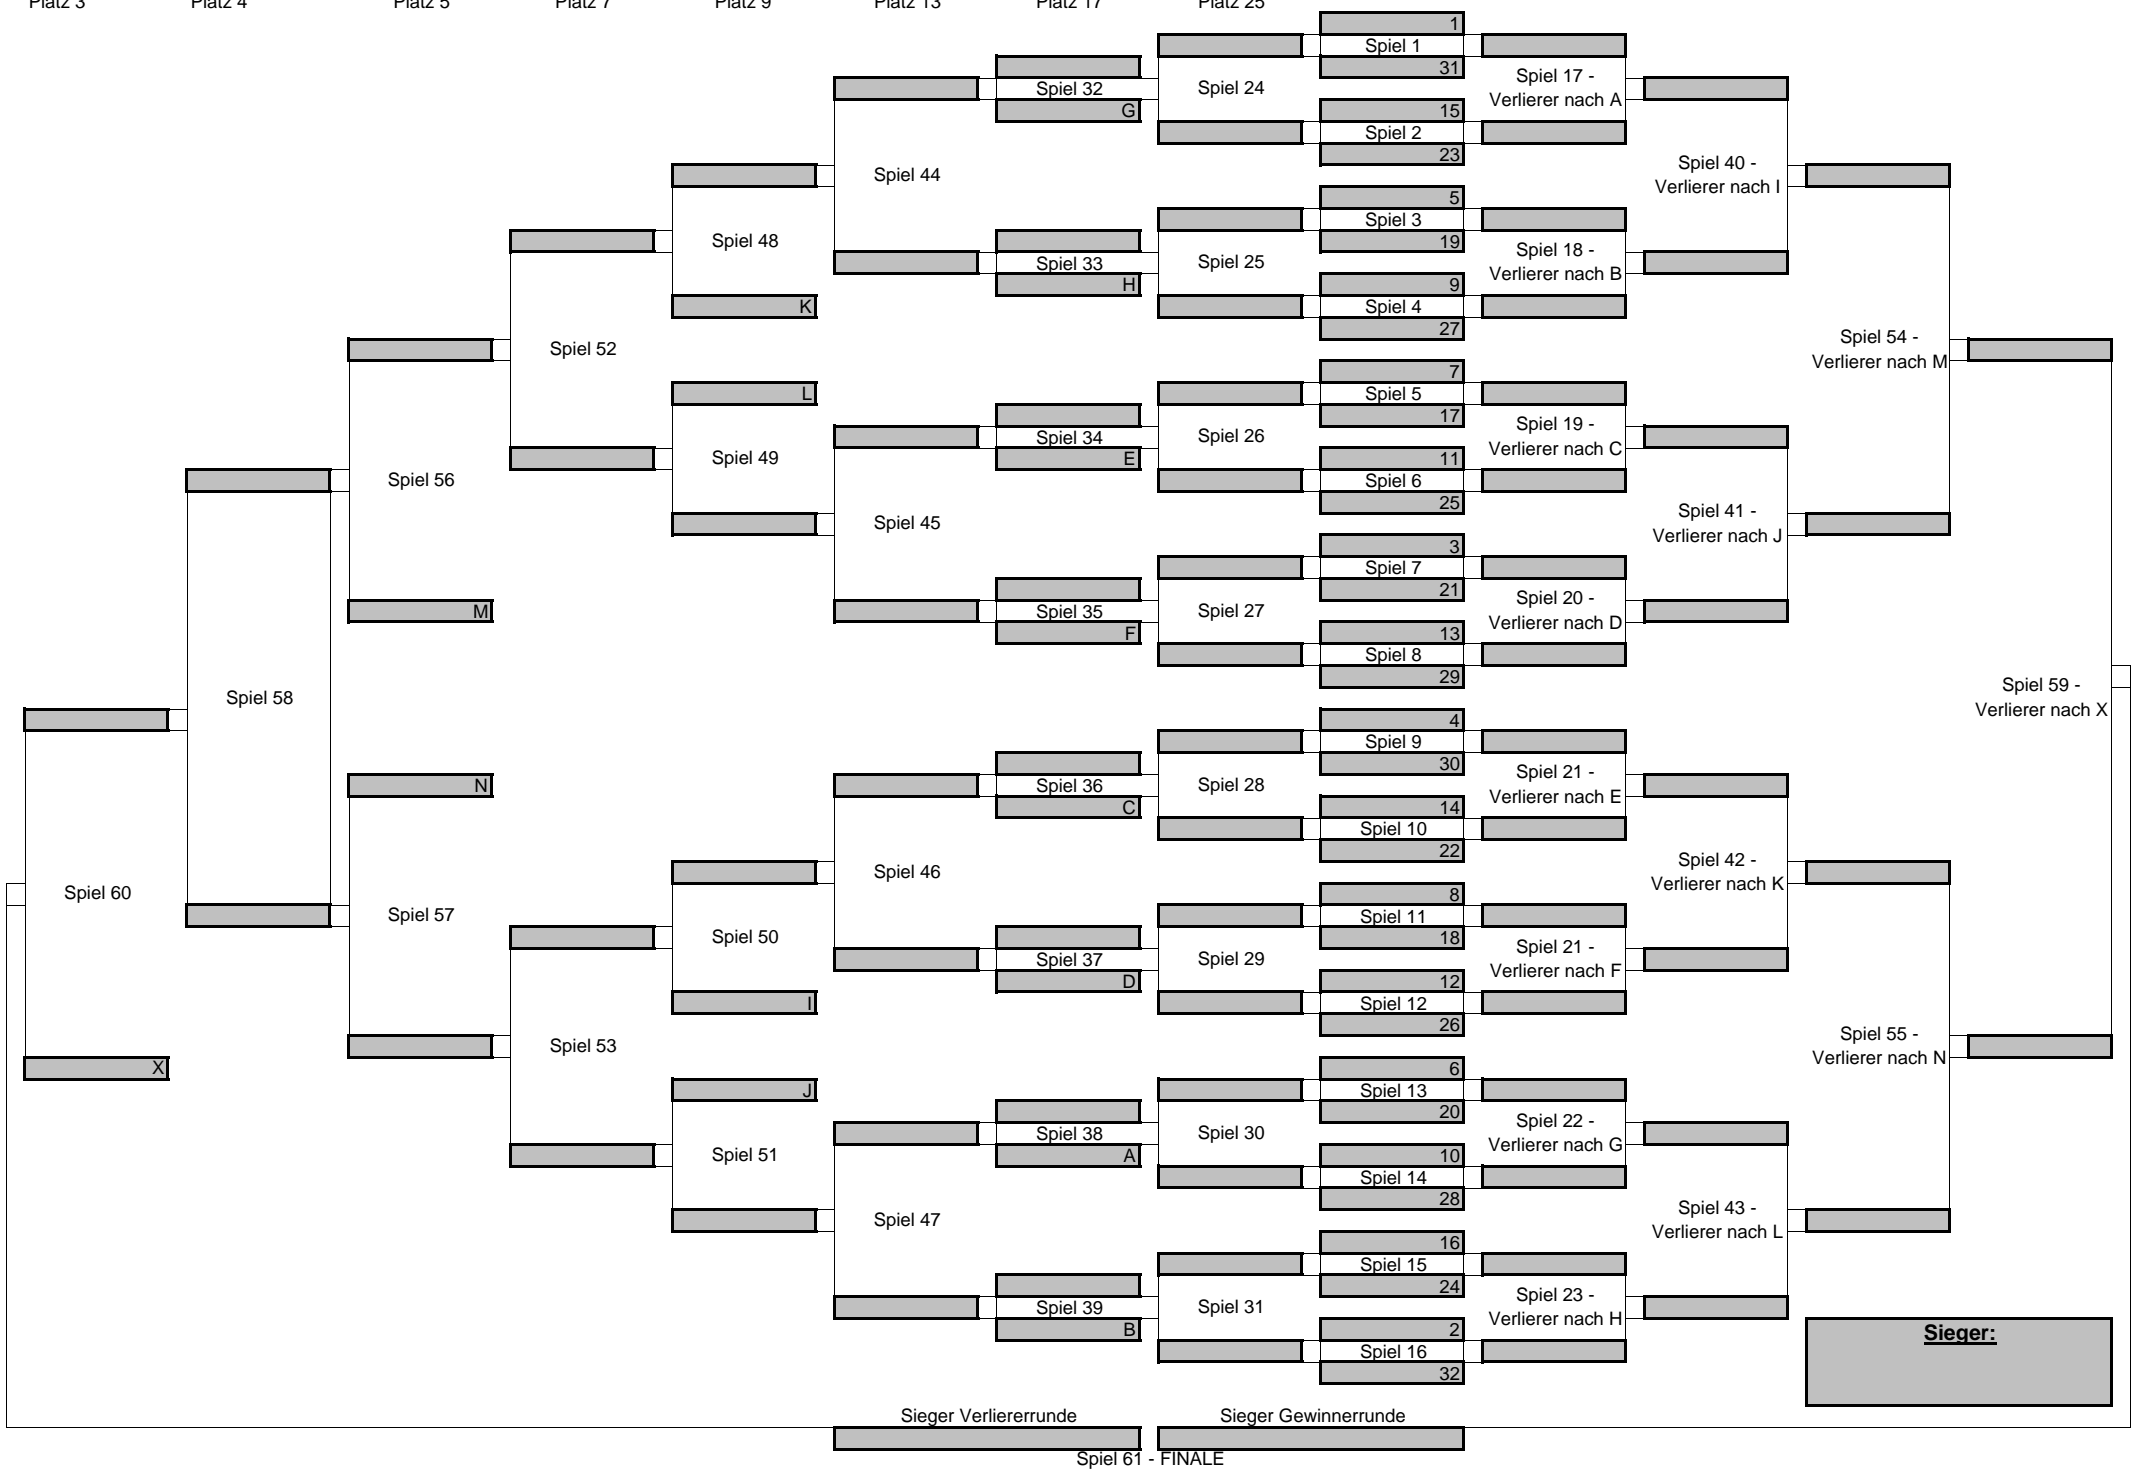 Platz 3
Platz 4
Platz 5
Platz 7
Platz 9
Platz 13
Platz 17
Platz 25
1
Spiel 1
31
15
Spiel 2
23
5
Spiel 3
19
9
Spiel 4
27
7
Spiel 5
17
11
Spiel 6
25
3
Spiel 7
21
13
Spiel 8
29
4
Spiel 9
30
14
Spiel 10
22
8
Spiel 11
18
12
Spiel 12
26
6
Spiel 13
20
10
Spiel 14
28
16
Spiel 15
24
2
Spiel 16
32
Spiel 17 -
Verlierer nach A
Spiel 18 -
Verlierer nach B
Spiel 19 -
Verlierer nach C
Spiel 20 -
Verlierer nach D
Spiel 21 -
Verlierer nach E
Spiel 21 -
Verlierer nach F
Spiel 22 -
Verlierer nach G
Spiel 23 -
Verlierer nach H
Spiel 24
Spiel 25
Spiel 26
Spiel 27
Spiel 28
Spiel 29
Spiel 30
Spiel 31
Spiel 32
G
Spiel 33
H
Spiel 34
E
Spiel 35
F
Spiel 36
C
Spiel 37
D
Spiel 38
A
Spiel 39
B
Spiel 40 -
Verlierer nach I
Spiel 41 -
Verlierer nach J
Spiel 42 -
Verlierer nach K
Spiel 43 -
Verlierer nach L
Spiel 44
Spiel 45
Spiel 46
Spiel 47
Spiel 48
K
L
Spiel 49
Spiel 50
I
J
Spiel 51
Spiel 52
Spiel 53
Spiel 54 -
Verlierer nach M
Spiel 55 -
Verlierer nach N
Spiel 56
M
N
Spiel 57
Spiel 58
Spiel 59 -
Verlierer nach X
Spiel 60
X
Sieger:
Sieger Verliererrunde
Sieger Gewinnerrunde
Spiel 61 - FINALE